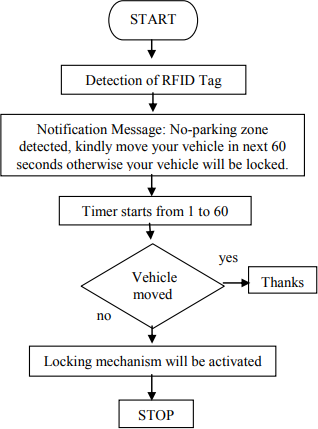 START
Detection of RFID Tag
Notification Message: No-parking zone
detected, kindly move your vehicle in next 60
seconds otherwise your vehicle will be locked.
Timer starts from 1 to 60
Vehicle
moved
yes
Thanks
no
Locking mechanism will be activated
STOP